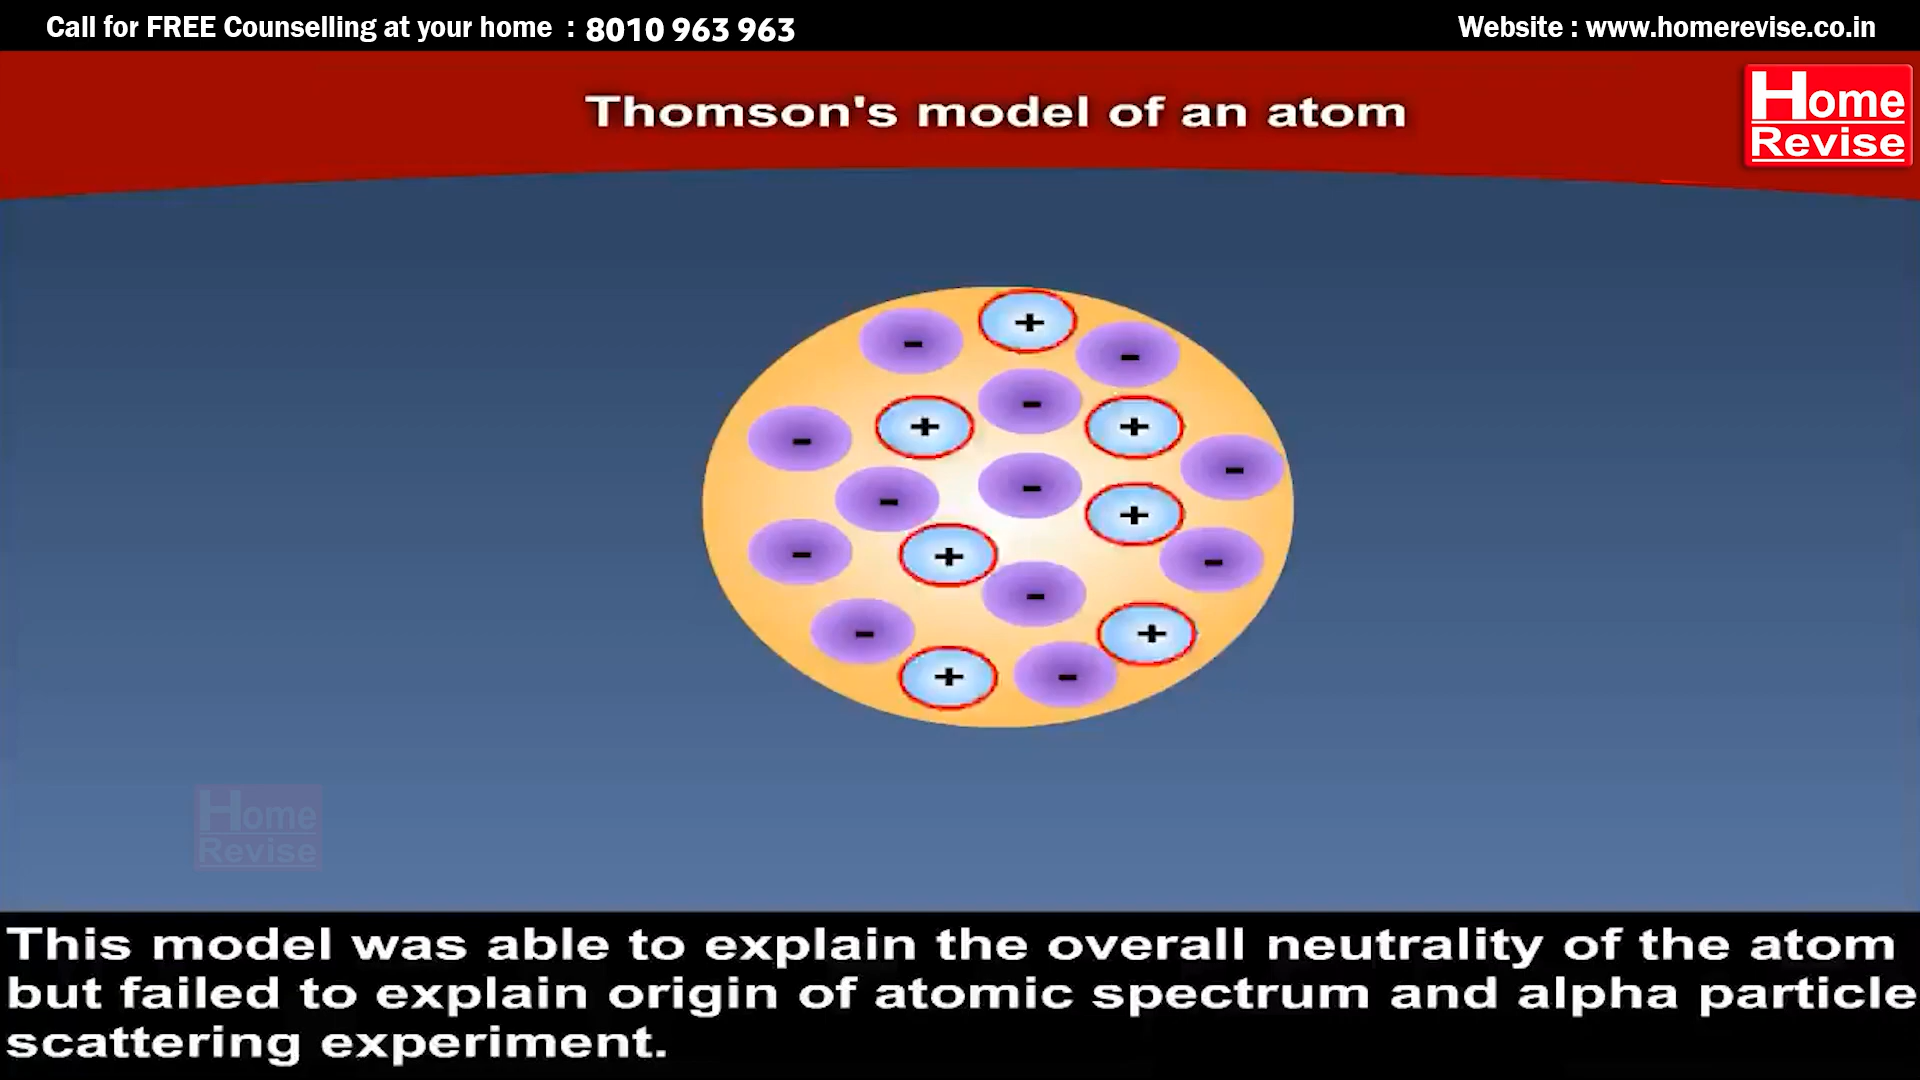 Call for FREE Counselling at your home : 8010 963 963
Website : www.homerevise.co.in
Thomson's model of an atom
Home
Revise
+
-
-
-
+
+
-
-
-
-
+
-
+
-
-
-
+
-
+
-
Home
Revise
This model was able to explain the overall neutrality of the atom
but failed to explain origin of atomic spectrum and alpha particle
scattering experiment.